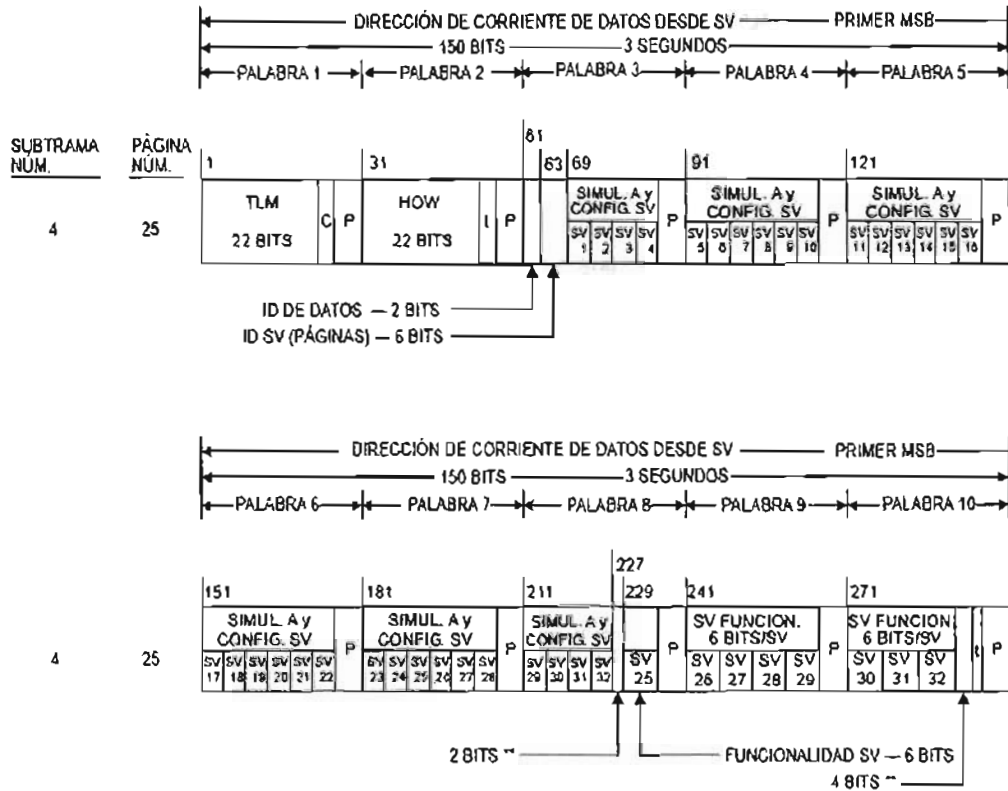 DIRECCIÓN DE CORRIENTE DE DATOS DESDE SV PRIMER MSB
150 BITS 3 SEGUNDOS
PALABRA 1 PALABRA 2 PALABRA 3 PALABRA 4 PALABRA 5
SUBTRAMA NÚM. PÀGINA NÚM.
1 31 61 63 69 91 121
TLM 22 BITS C P HOW 22 BITS t P SIMUL. A y CONFIG. SV P SIMUL. A y CONFIG. SV P SIMUL. A y CONFIG. SV P
4 25
SV 1 SV 2 SV 3 SV 4 SV 5 SV 6 SV 7 SV 8 SV 9 SV 10 SV 11 SV 12 SV 13 SV 14 SV 15 SV 16
ID DE DATOS — 2 BITS
ID SV (PÁGINAS) — 6 BITS
DIRECCIÓN DE CORRIENTE DE DATOS DESDE SV PRIMER MSB
150 BITS 3 SEGUNDOS
PALABRA 6 PALABRA 7 PALABRA 8 PALABRA 9 PALABRA 10
151 181 211 227 229 241 271
SIMUL. A y CONFIG. SV P SIMUL. A y CONFIG. SV P SIMUL. A y CONFIG. SV P SV FUNCION. 6 BITS/SV P SV FUNCION 6 BITS/SV t P
4 25
SV 17 SV 18 SV 19 SV 20 SV 21 SV 22 SV 23 SV 24 SV 25 SV 26 SV 27 SV 28 SV 29 SV 30 SV 31 SV 32 SV 25 SV 26 SV 27 SV 28 SV 29 SV 30 SV 31 SV 32
2 BITS ** FUNCIONALIDAD SV — 6 BITS
4 BITS **